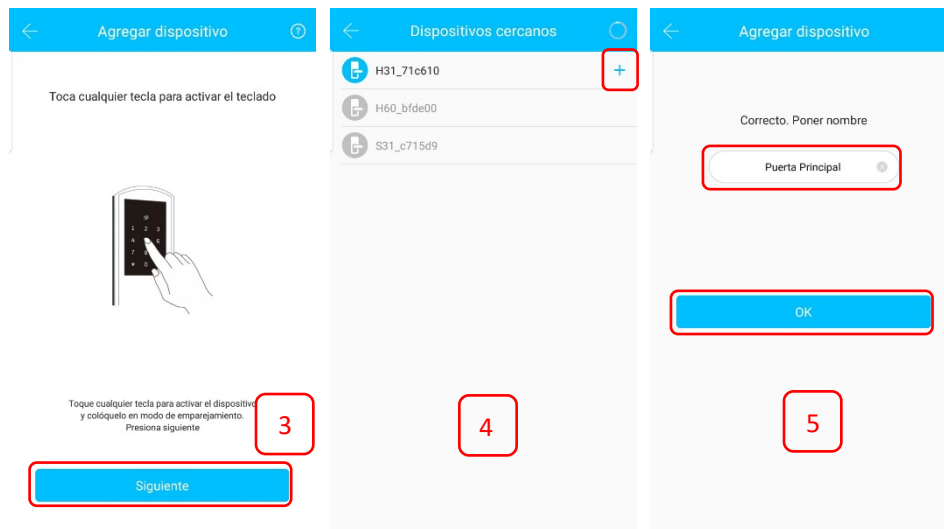 Agregar dispositivo
Toca cualquier tecla para activar el teclado
1 2 3
4 6
7 8
* 0
Toque cualquier tecla para activar el dispositivo
y colóquelo en modo de emparejamiento.
Presiona siguiente
3
Siguiente
Dispositivos cercanos
H31_71c610
+
H60_bfde00
S31_c715d9
4
Agregar dispositivo
Correcto. Poner nombre
Puerta Principal
OK
5